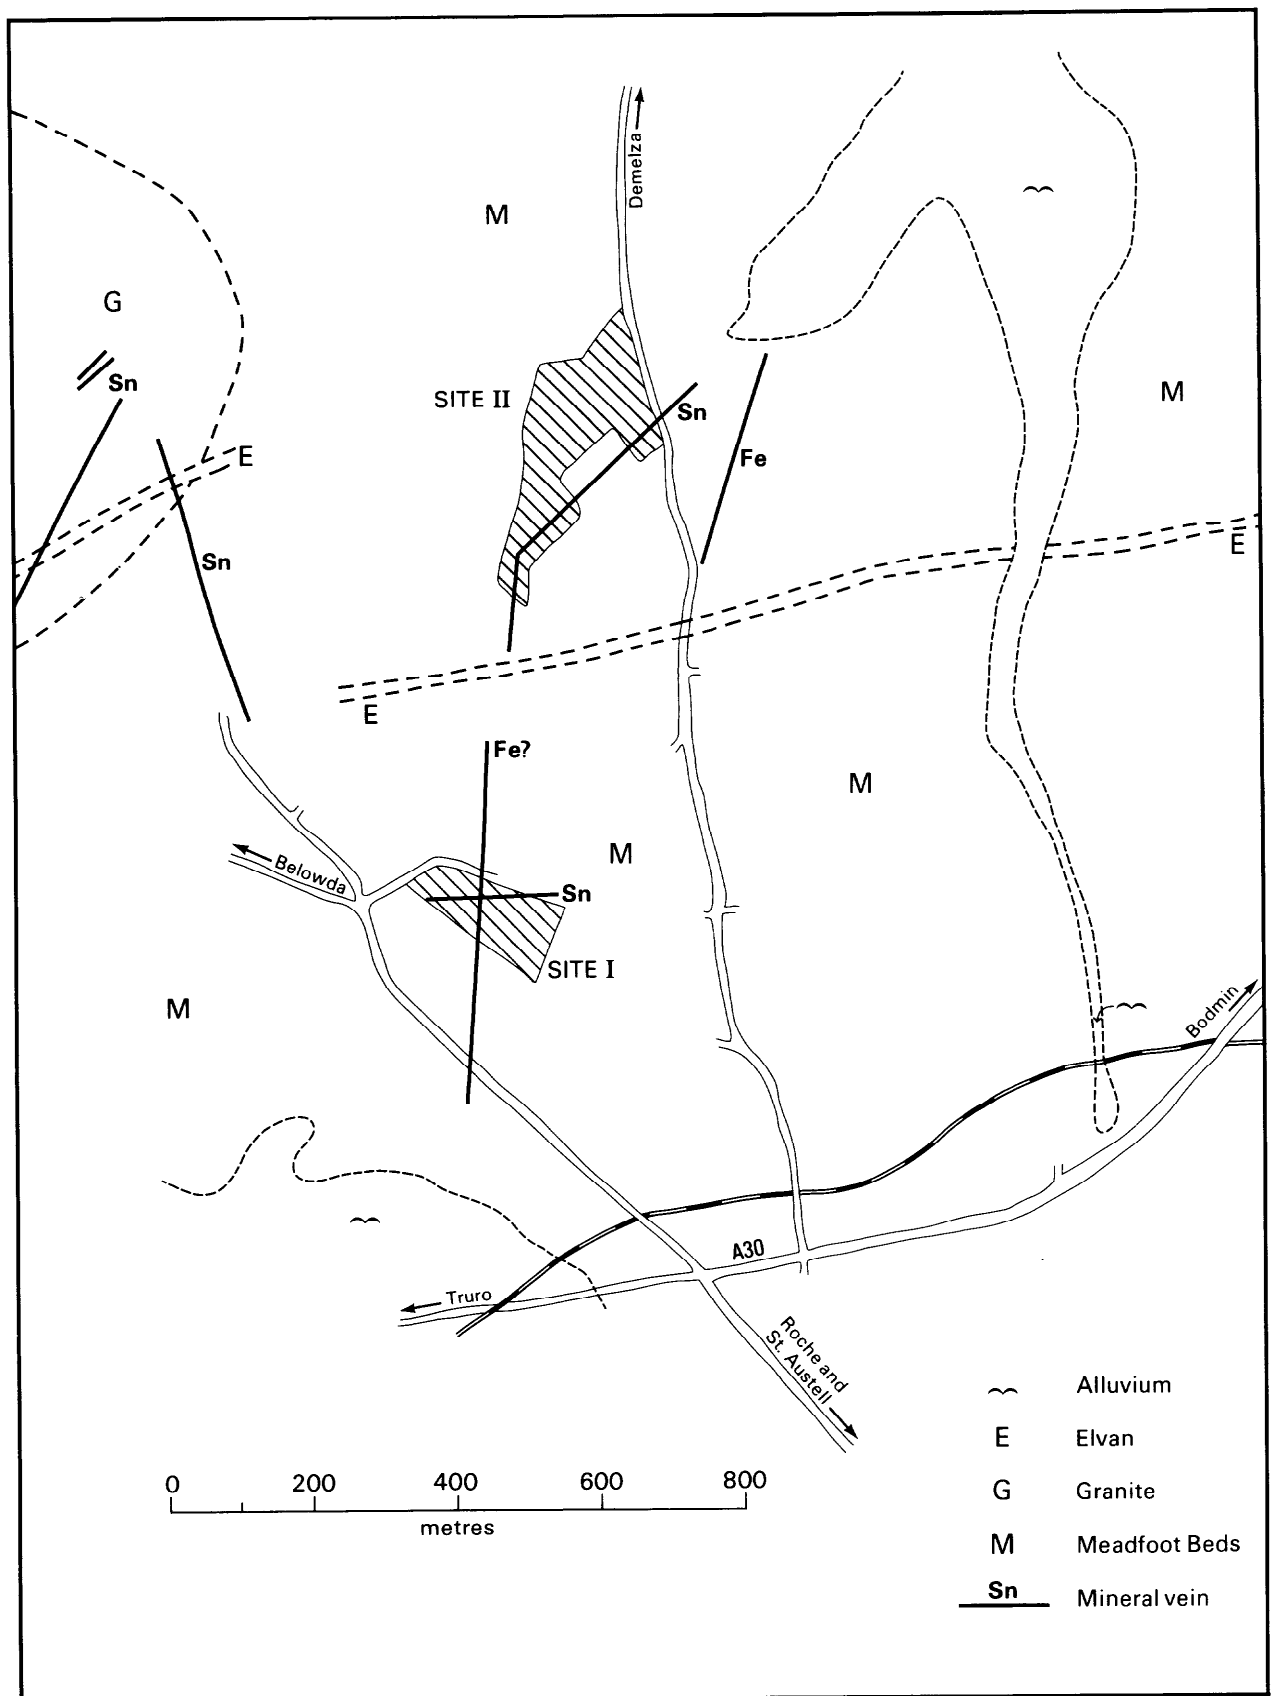 Demelza
M
G
Sn
SITE II
Sn
M
Fe
E
E
Sn
E
Fe?
M
M
Belowda
Sn
SITE I
M
Bodmin
A30
Truro
Roche and
St. Austell
Alluvium
E Elvan
G Granite
M Meadfoot Beds
Sn Mineral vein
0 200 400 600 800
metres